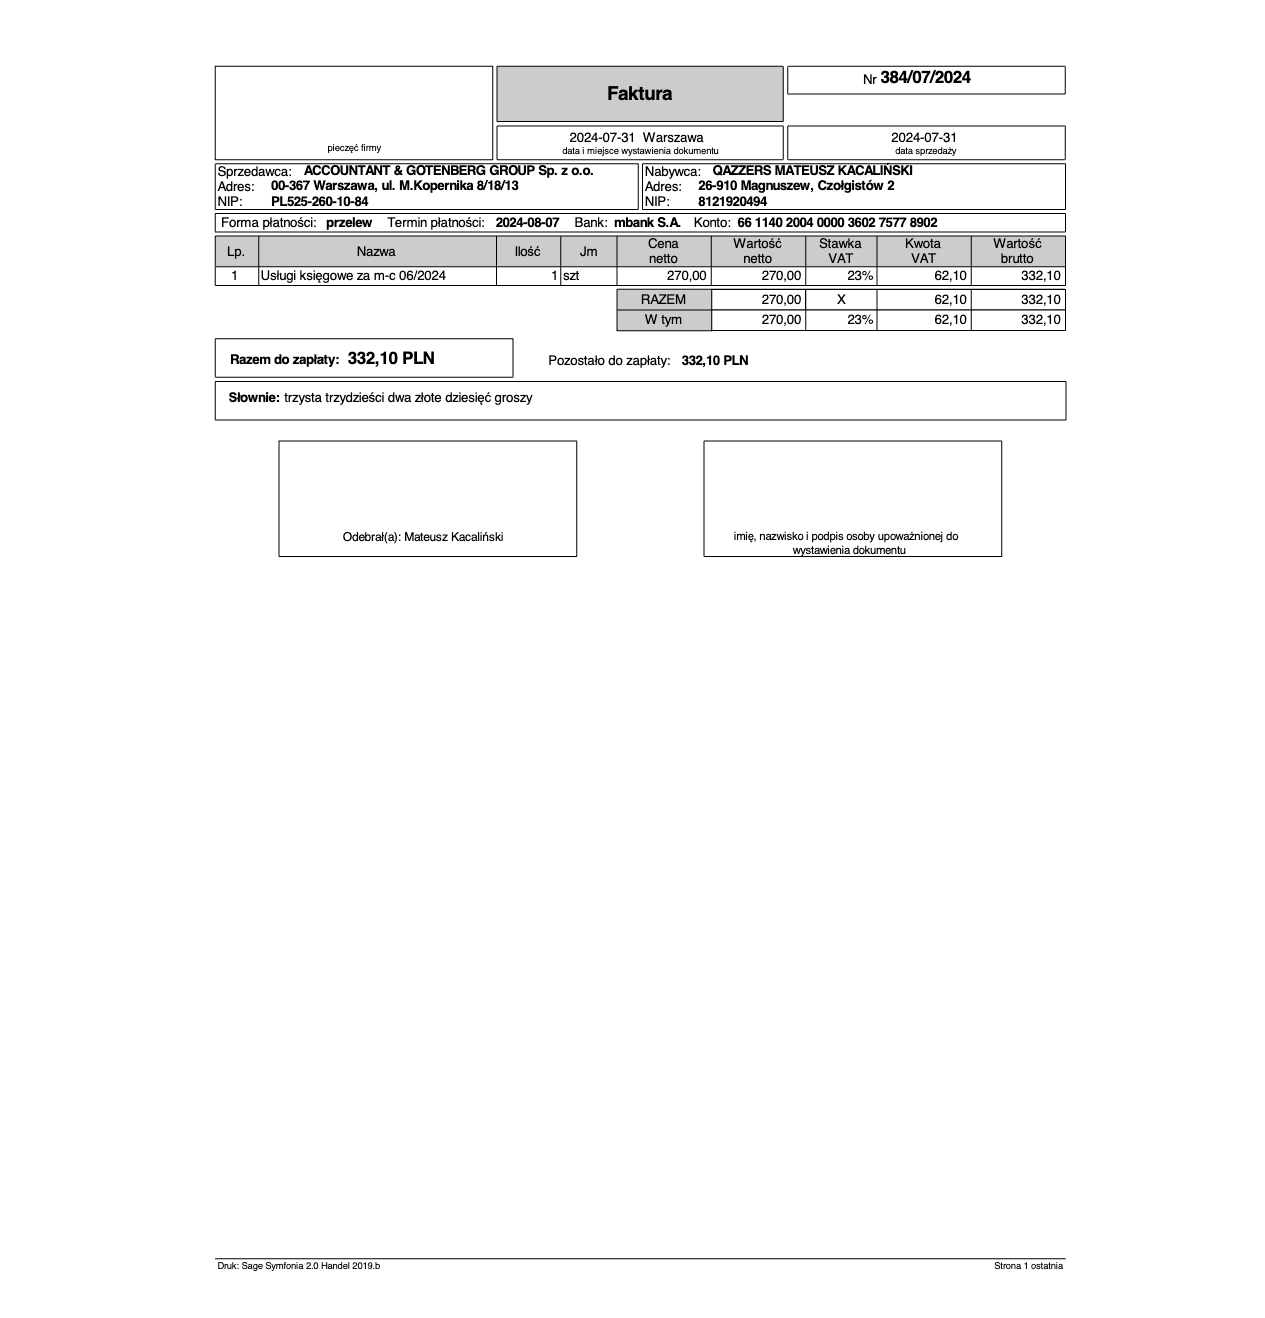 Faktura
Nr 384/07/2024
pieczęć firmy
2024-07-31 Warszawa
data i miejsce wystawienia dokumentu
2024-07-31
data sprzedaży
Sprzedawca: ACCOUNTANT & GOTENBERG GROUP Sp. z o.o.
Adres: 00-367 Warszawa, ul. M.Kopernika 8/18/13
NIP: PL525-260-10-84
Nabywca: QAZZERS MATEUSZ KACALIŃSKI
Adres: 26-910 Magnuszew, Czołgistów 2
NIP: 8121920494
Forma płatności: przelew Termin płatności: 2024-08-07 Bank: mbank S.A. Konto: 66 1140 2004 0000 3602 7577 8902
Lp. Nazwa Ilość Jm Cena netto Wartość netto Stawka VAT Kwota VAT Wartość brutto
1 Usługi księgowe za m-c 06/2024 1 szt 270,00 270,00 23% 62,10 332,10
RAZEM 270,00 X 62,10 332,10
W tym 270,00 23% 62,10 332,10
Razem do zapłaty: 332,10 PLN Pozostało do zapłaty: 332,10 PLN
Słownie: trzysta trzydzieści dwa złote dziesięć groszy
Odebrał(a): Mateusz Kacaliński
imię, nazwisko i podpis osoby upoważnionej do
wystawienia dokumentu
Druk: Sage Symfonia 2.0 Handel 2019.b Strona 1 ostatnia